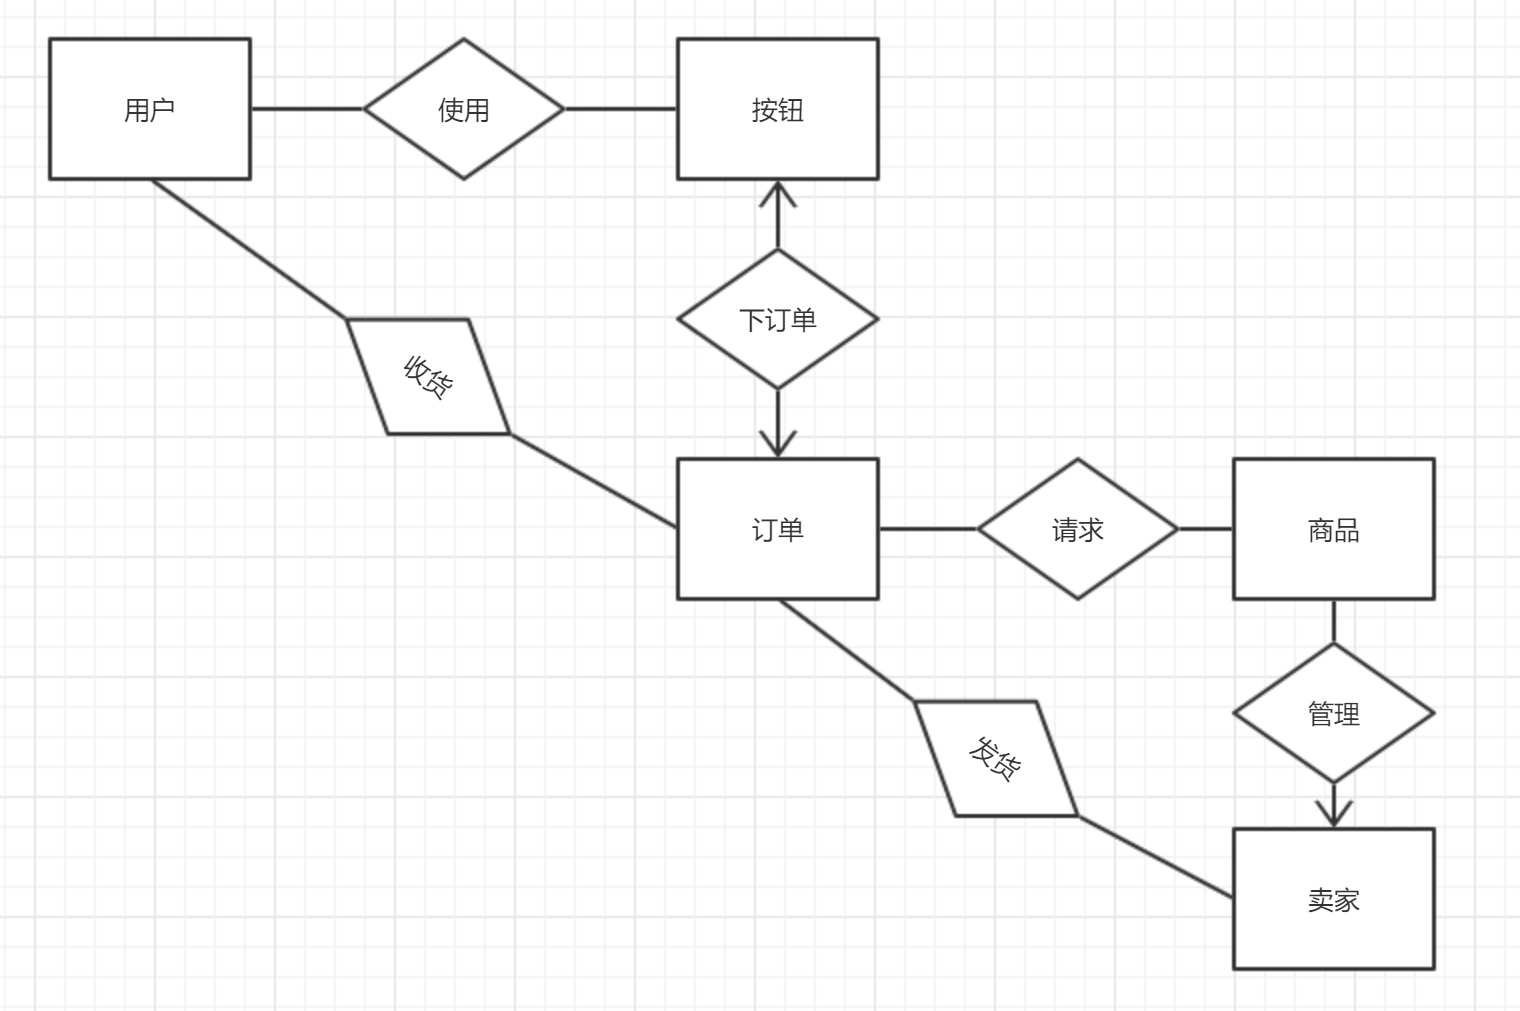 用户
使用
按钮
下订单
收货
订单
请求
商品
管理
发货
卖家